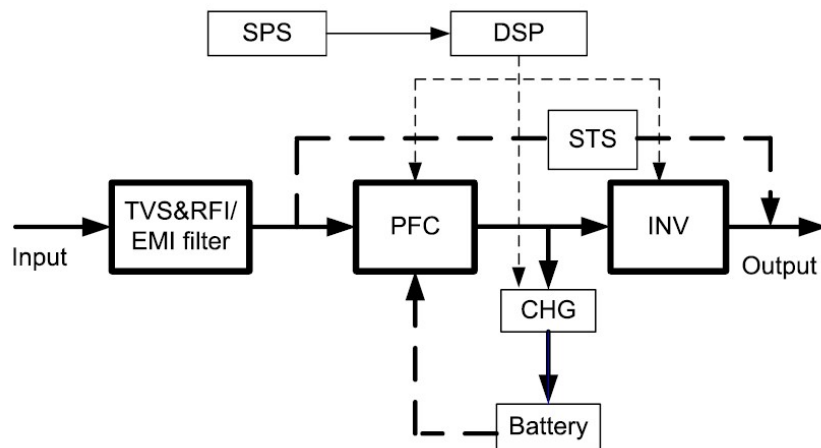 SPS
DSP
STS
TVS&RFI/
EMI filter
PFC
INV
Input
Output
CHG
Battery